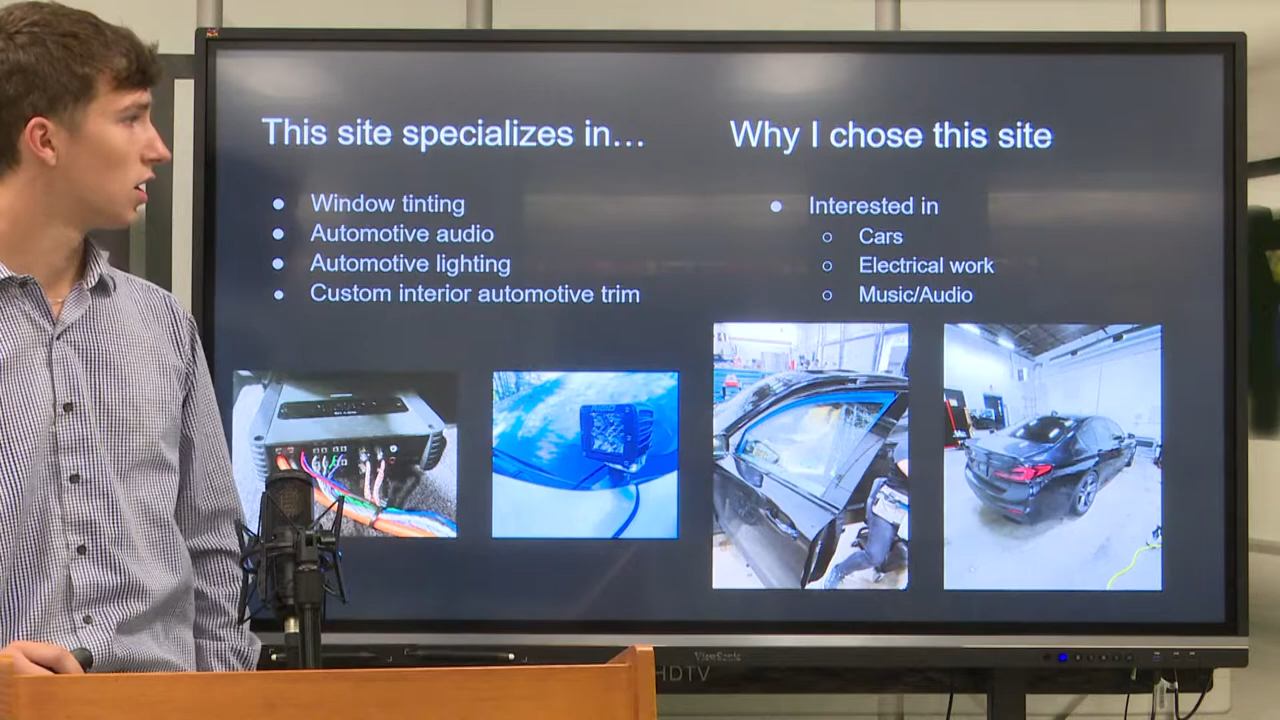 This site specializes in…
● Window tinting
● Automotive audio
● Automotive lighting
● Custom interior automotive trim
Why I chose this site
● Interested in
○ Cars
○ Electrical work
○ Music/Audio
RIGID
ViewSonic
HDTV